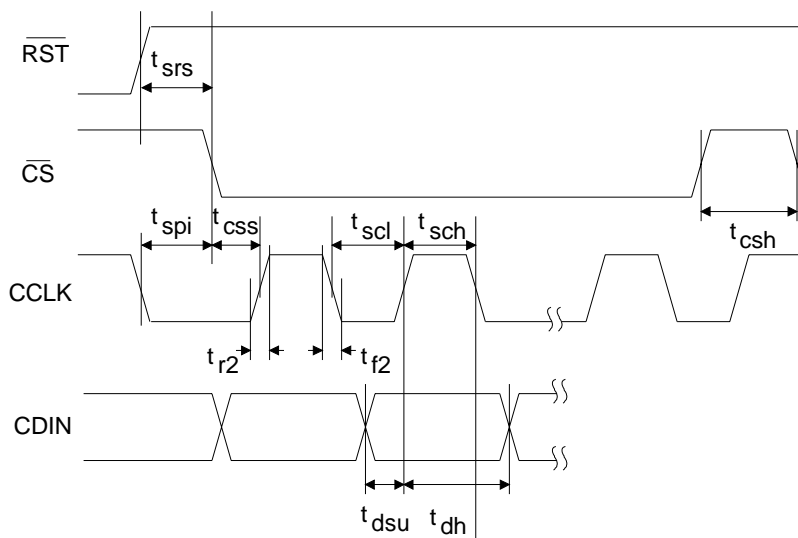 RST
t srs
CS
t spi
t css
t scl
t sch
t csh
CCLK
t r2
t f2
CDIN
t dsu
t dh